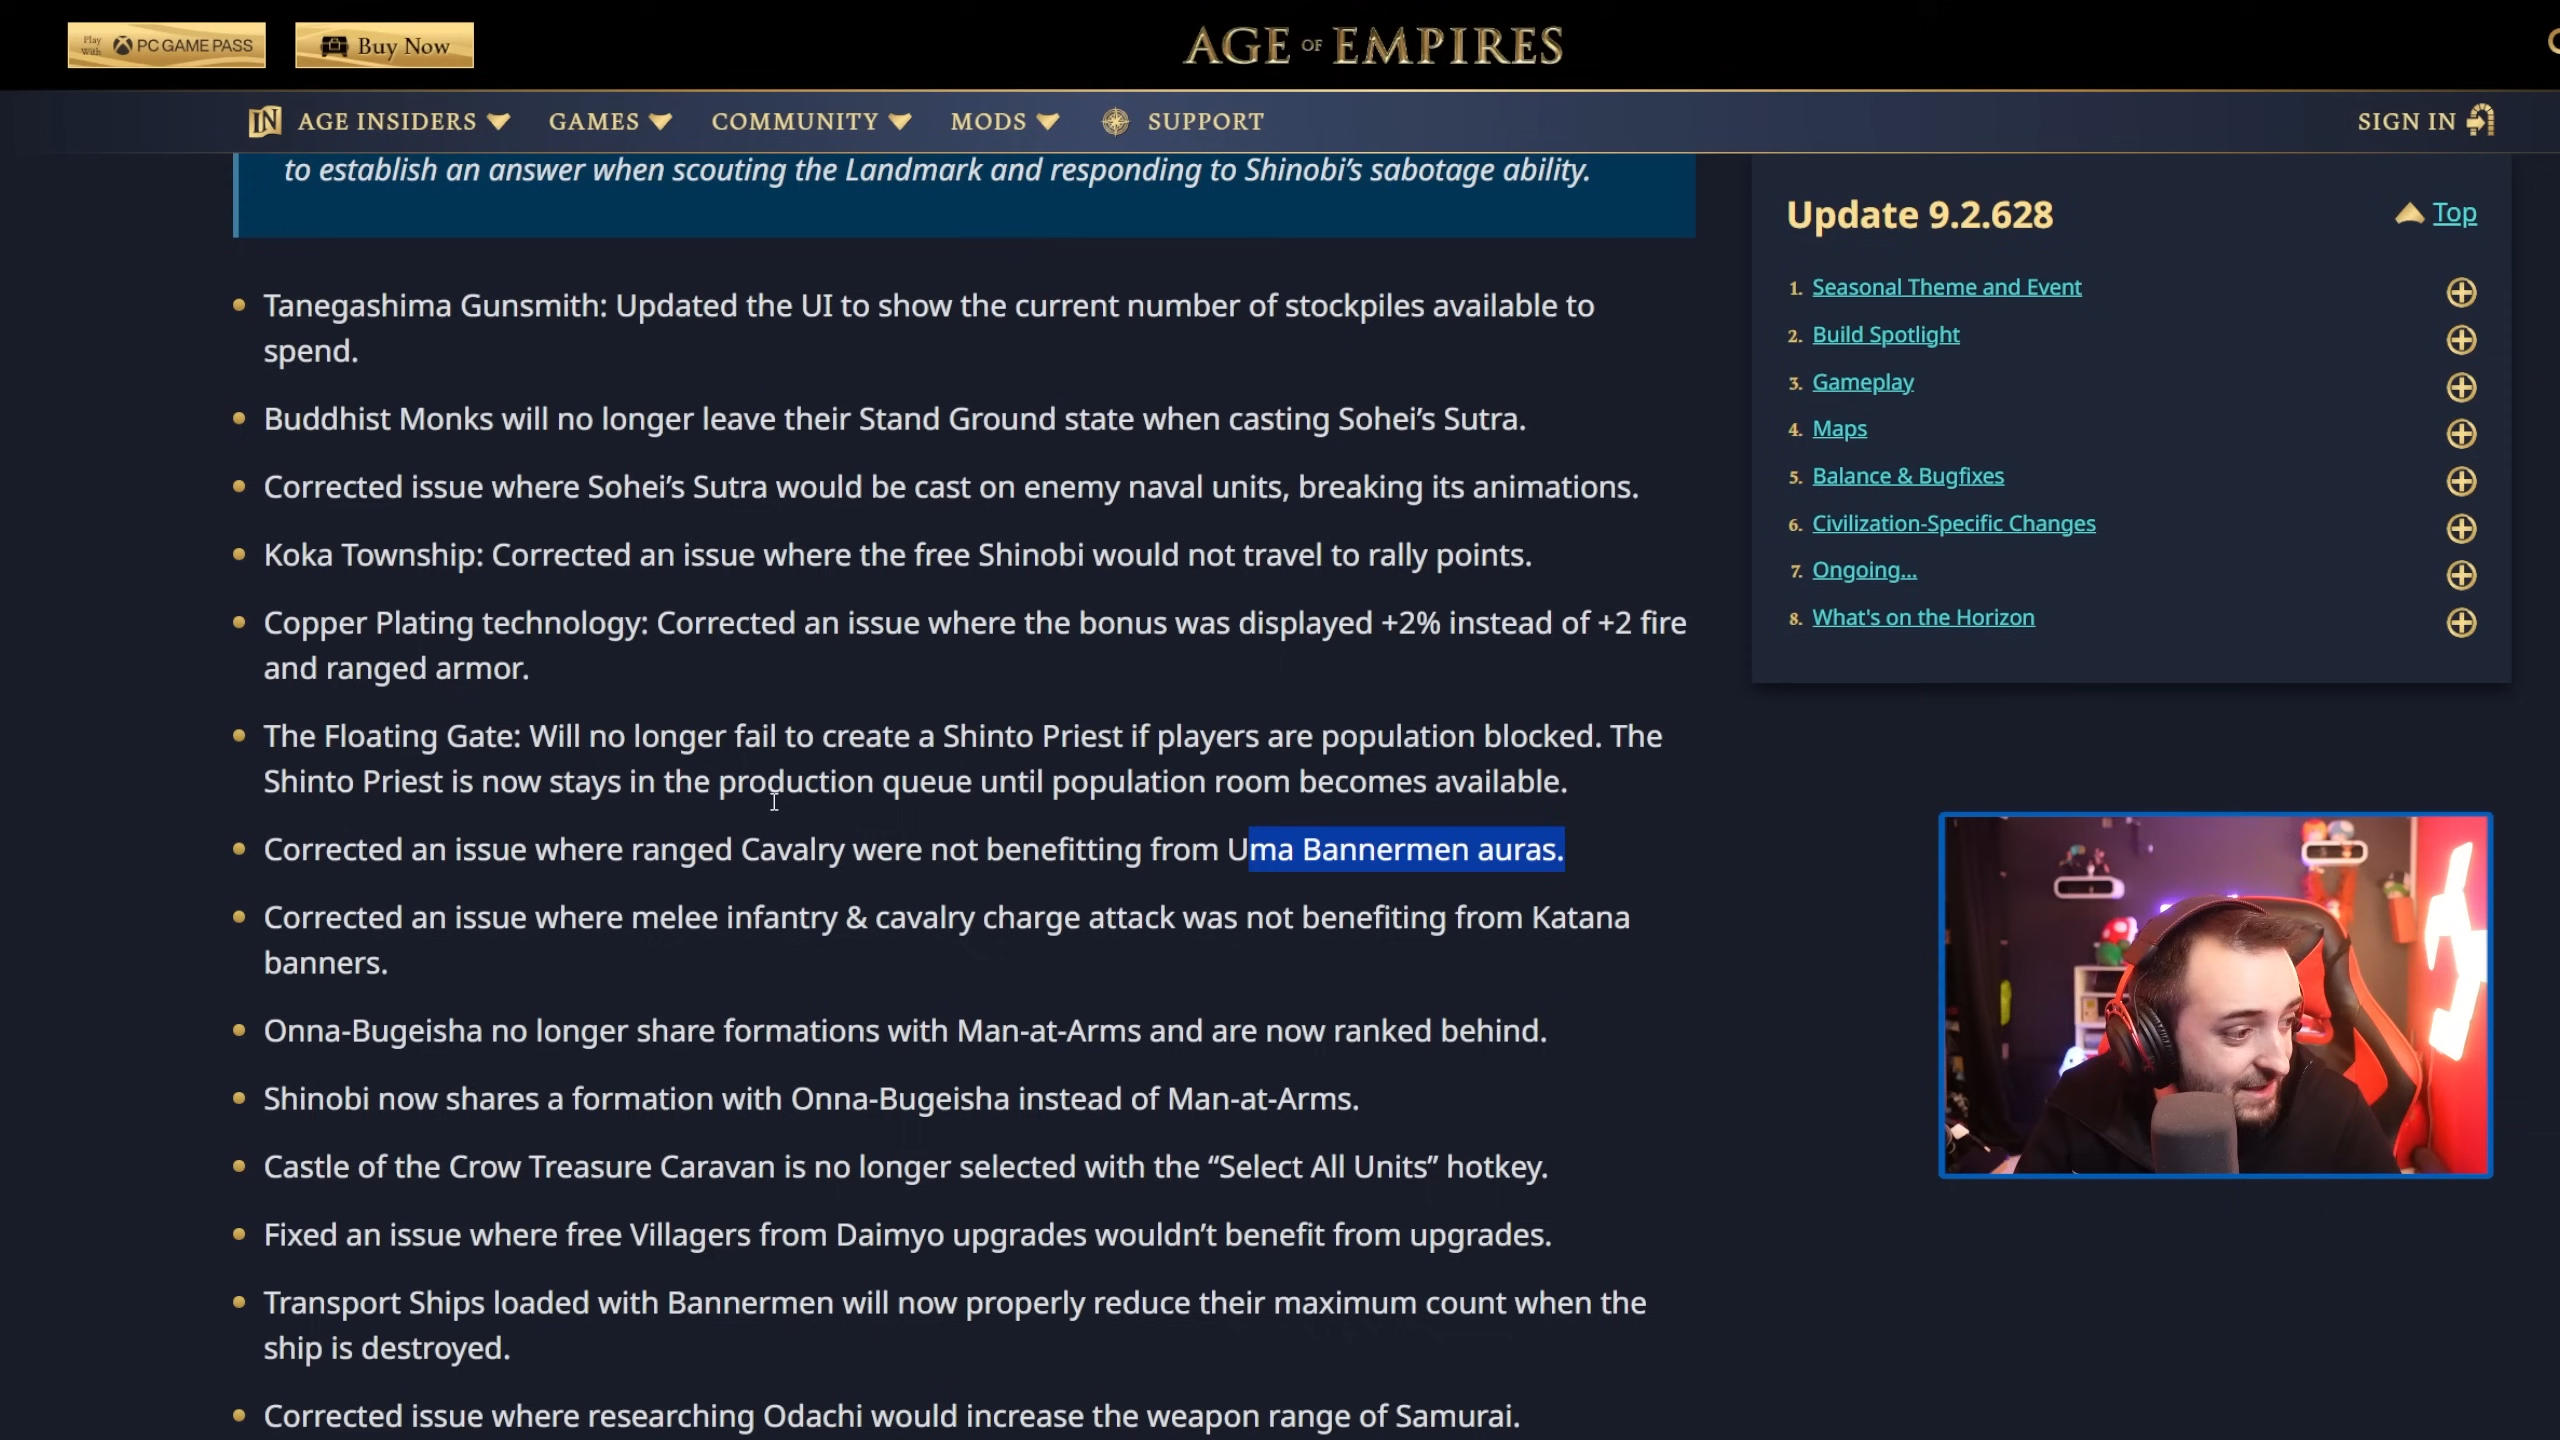 Play With PC GAME PASS
Buy Now
AGE OF EMPIRES
IN AGE INSIDERS
GAMES
COMMUNITY
MODS
SUPPORT
SIGN IN
to establish an answer when scouting the Landmark and responding to Shinobi’s sabotage ability.
Tanegashima Gunsmith: Updated the UI to show the current number of stockpiles available to
spend.
Buddhist Monks will no longer leave their Stand Ground state when casting Sohei’s Sutra.
Corrected issue where Sohei’s Sutra would be cast on enemy naval units, breaking its animations.
Koka Township: Corrected an issue where the free Shinobi would not travel to rally points.
Copper Plating technology: Corrected an issue where the bonus was displayed +2% instead of +2 fire
and ranged armor.
The Floating Gate: Will no longer fail to create a Shinto Priest if players are population blocked. The
Shinto Priest is now stays in the production queue until population room becomes available.
Corrected an issue where ranged Cavalry were not benefitting from Uma Bannermen auras.
Corrected an issue where melee infantry & cavalry charge attack was not benefiting from Katana
banners.
Onna-Bugeisha no longer share formations with Man-at-Arms and are now ranked behind.
Shinobi now shares a formation with Onna-Bugeisha instead of Man-at-Arms.
Castle of the Crow Treasure Caravan is no longer selected with the “Select All Units” hotkey.
Fixed an issue where free Villagers from Daimyo upgrades wouldn’t benefit from upgrades.
Transport Ships loaded with Bannermen will now properly reduce their maximum count when the
ship is destroyed.
Corrected issue where researching Odachi would increase the weapon range of Samurai.
Update 9.2.628
Top
1. Seasonal Theme and Event
2. Build Spotlight
3. Gameplay
4. Maps
5. Balance & Bugfixes
6. Civilization-Specific Changes
7. Ongoing...
8. What's on the Horizon